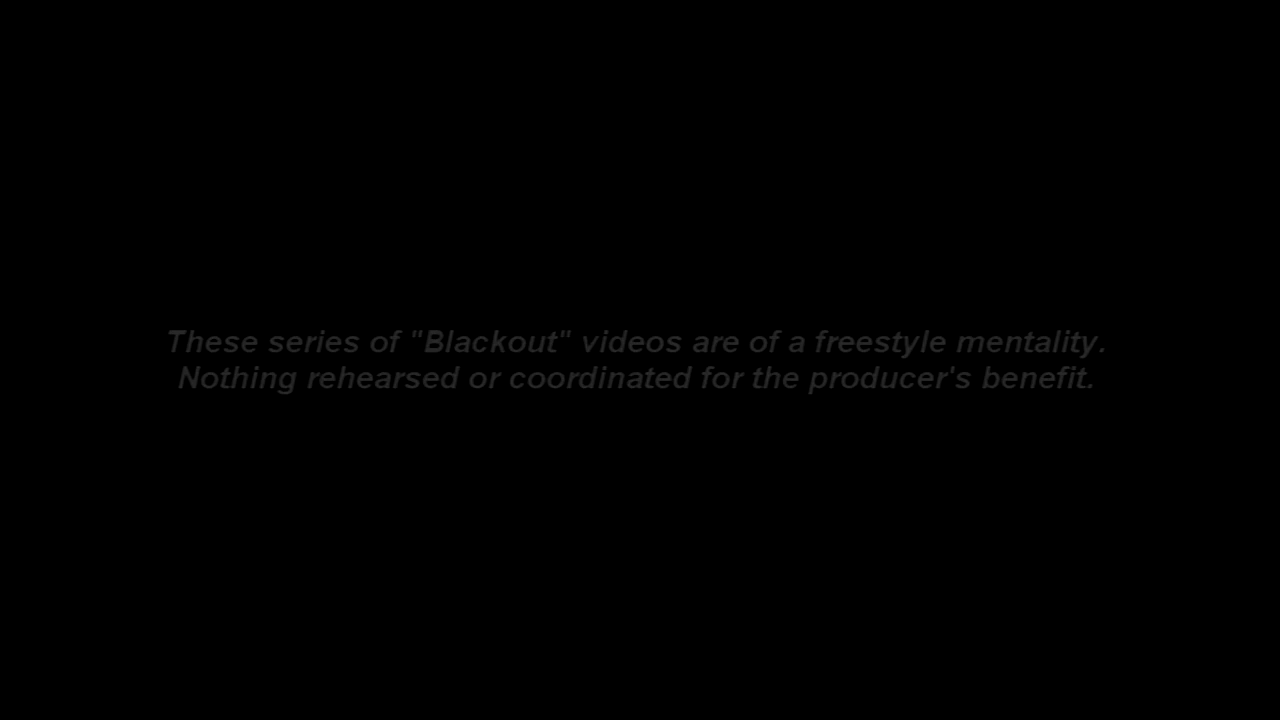 These series of "Blackout" videos are of a freestyle mentality.
Nothing rehearsed or coordinated for the producer's benefit.